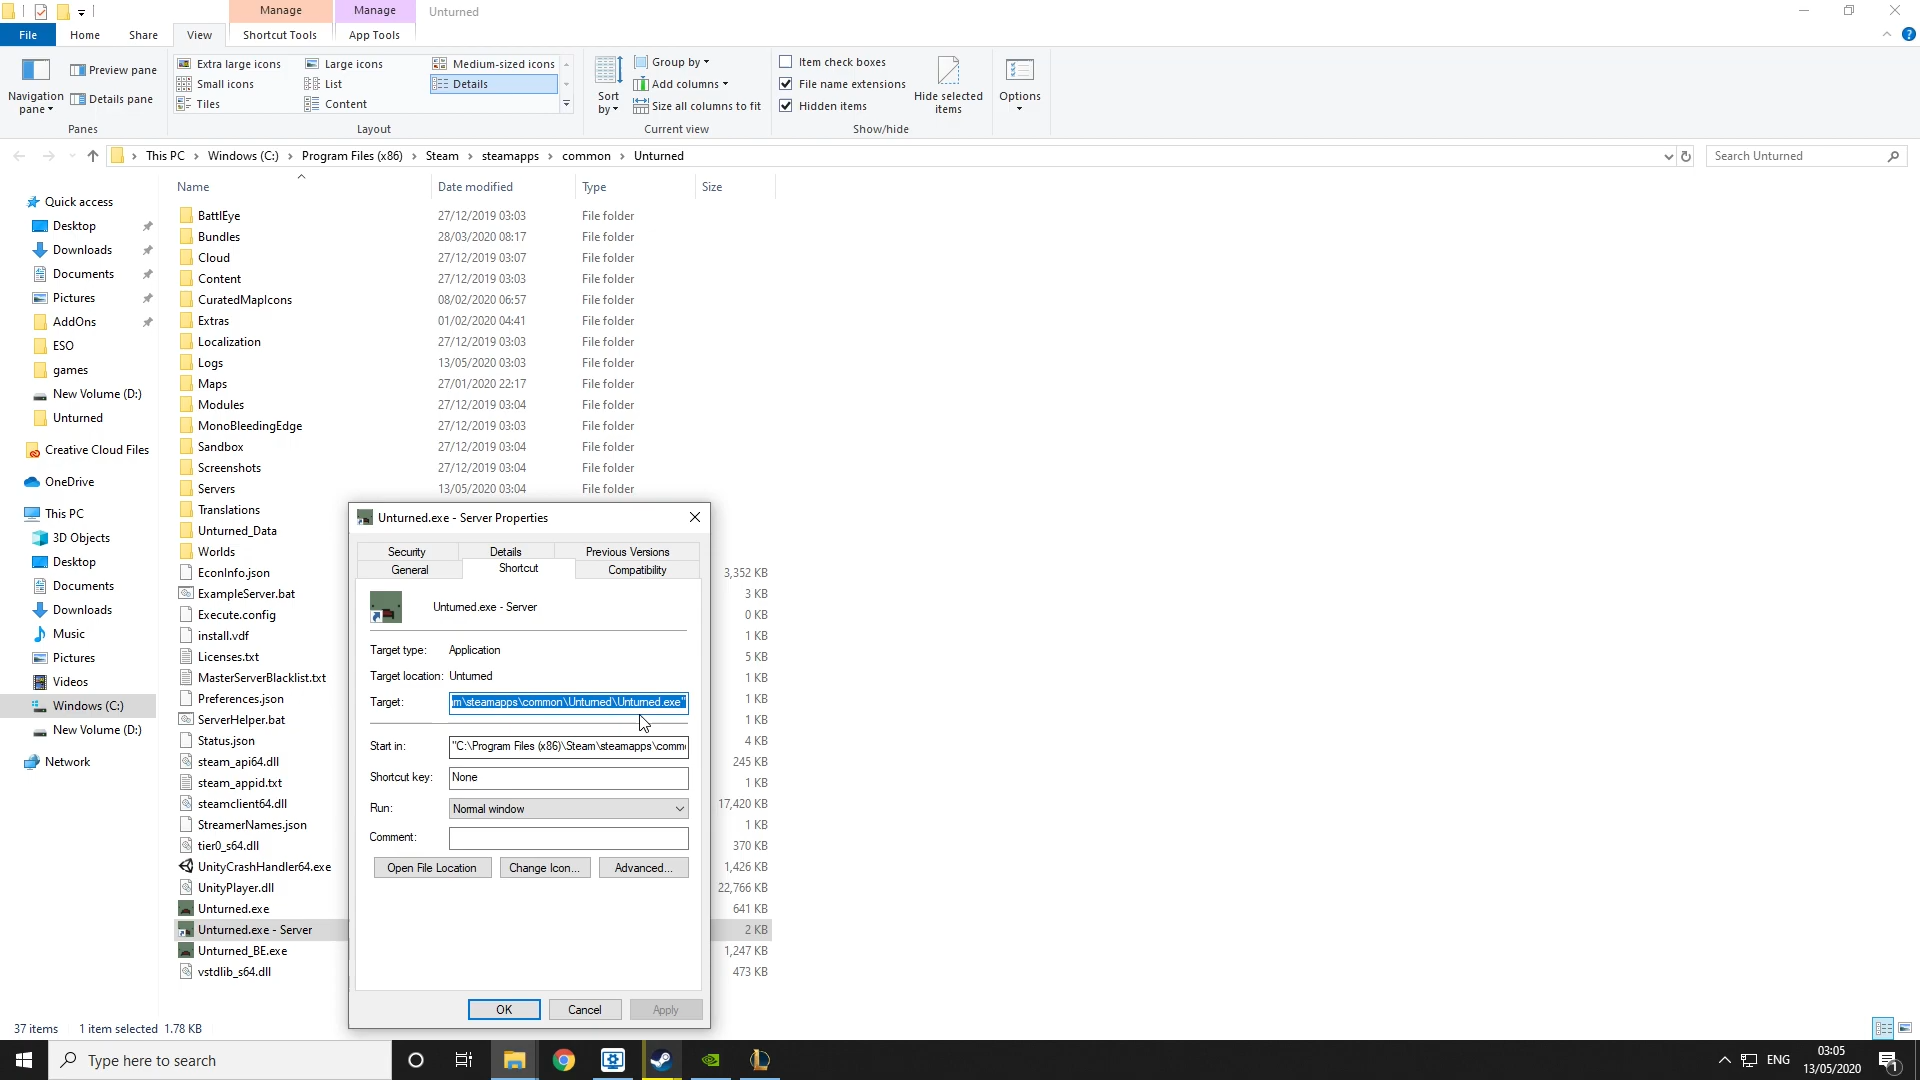 Manage Manage Unturned
File Home Share View Shortcut Tools App Tools
Navigation pane
Preview pane
Details pane
Panes
Extra large icons Large icons Medium-sized icons
Small icons List Details
Tiles Content
Layout
Sort by
Group by
Add columns
Size all columns to fit
Current view
Item check boxes
File name extensions
Hidden items
Hide selected items
Show/hide
Options
This PC > Windows (C:) > Program Files (x86) > Steam > steamapps > common > Unturned
Search Unturned
Quick access
Desktop
Downloads
Documents
Pictures
AddOns
ESO
games
New Volume (D:)
Unturned
Creative Cloud Files
OneDrive
This PC
3D Objects
Desktop
Documents
Downloads
Music
Pictures
Videos
Windows (C:)
New Volume (D:)
Network
Name Date modified Type Size
BattlEye 27/12/2019 03:03 File folder
Bundles 28/03/2020 08:17 File folder
Cloud 27/12/2019 03:07 File folder
Content 27/12/2019 03:03 File folder
CuratedMapIcons 08/02/2020 06:57 File folder
Extras 01/02/2020 04:41 File folder
Localization 27/12/2019 03:03 File folder
Logs 13/05/2020 03:03 File folder
Maps 27/01/2020 22:17 File folder
Modules 27/12/2019 03:04 File folder
MonoBleedingEdge 27/12/2019 03:03 File folder
Sandbox 27/12/2019 03:04 File folder
Screenshots 27/12/2019 03:04 File folder
Servers 13/05/2020 03:04 File folder
Translations
Unturned_Data
Worlds
EconInfo.json 3,352 KB
ExampleServer.bat 3 KB
Execute.config 0 KB
install.vdf 1 KB
Licenses.txt 5 KB
MasterServerBlacklist.txt 1 KB
Preferences.json 1 KB
ServerHelper.bat 1 KB
Status.json 4 KB
steam_api64.dll 245 KB
steam_appid.txt 1 KB
steamclient64.dll 17,420 KB
StreamerNames.json 1 KB
tier0_s64.dll 370 KB
UnityCrashHandler64.exe 1,426 KB
UnityPlayer.dll 22,766 KB
Unturned.exe 641 KB
Unturned.exe - Server 2 KB
Unturned_BE.exe 1,247 KB
vstdlib_s64.dll 473 KB
Unturned.exe - Server Properties
Security Details Previous Versions
General Shortcut Compatibility
Unturned.exe - Server
Target type: Application
Target location: Unturned
Target: am\steamapps\common\Unturned\Unturned.exe"
Start in: "C:\Program Files (x86)\Steam\steamapps\comm
Shortcut key: None
Run: Normal window
Comment:
Open File Location Change Icon... Advanced...
OK Cancel Apply
37 items 1 item selected 1.78 KB
Type here to search
ENG
03:05
13/05/2020
1